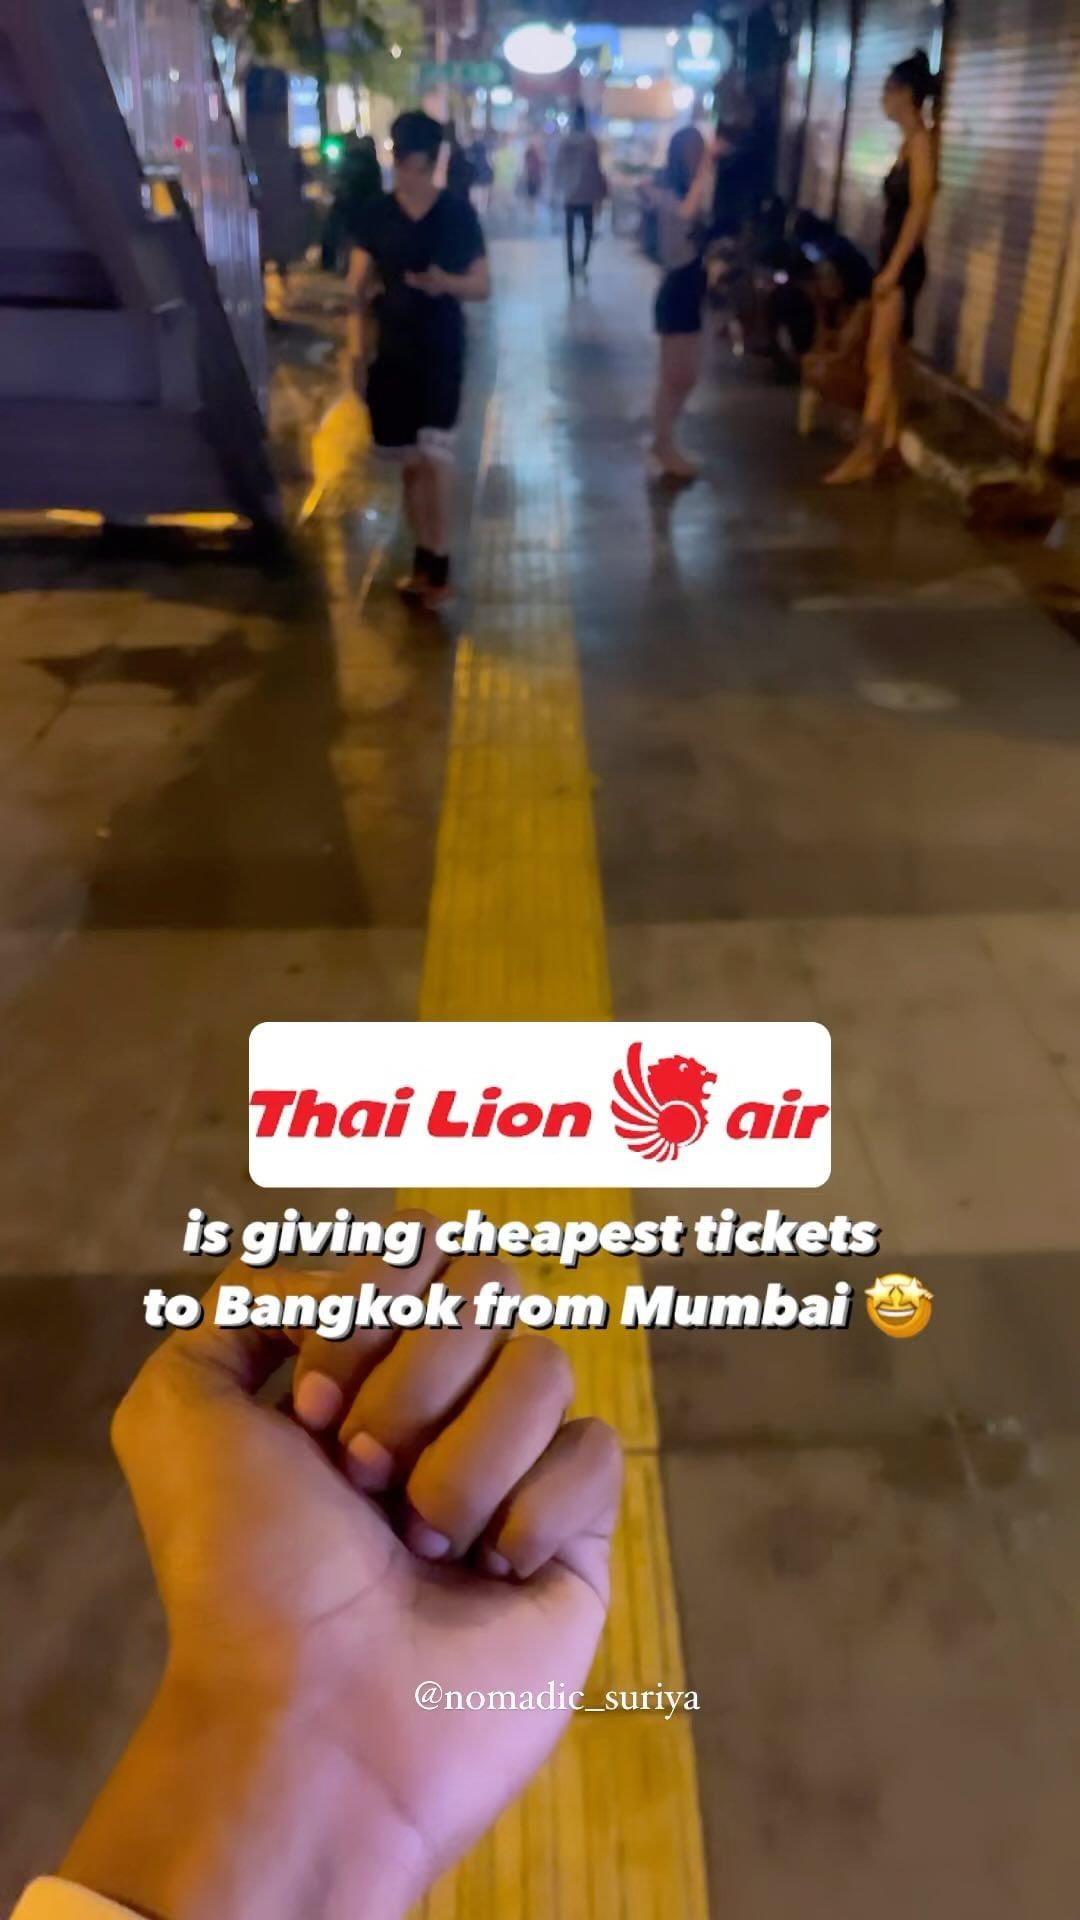 Thai Lion air
is giving cheapest tickets
to Bangkok from Mumbai 🤩
@nomadic_suriya